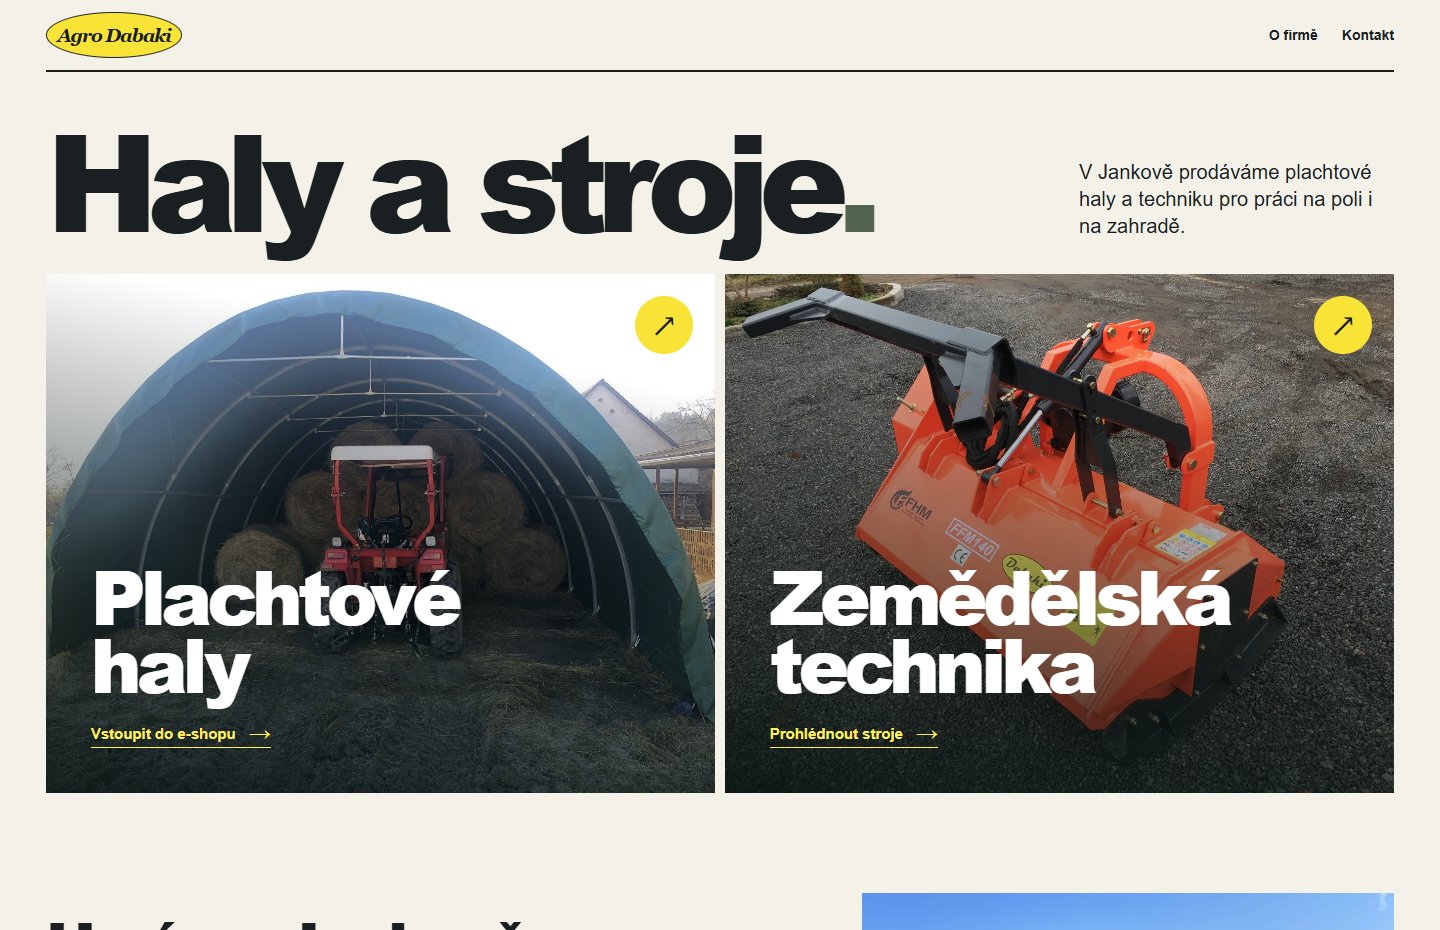 Agro Dabaki
O firmě
Kontakt
Haly a stroje.
V Jankově prodáváme plachtové
haly a techniku pro práci na poli i
na zahradě.
FHM
FFM140
CE
Plachtové
haly
Vstoupit do e-shopu
Zemědělská
technika
Prohlédnout stroje